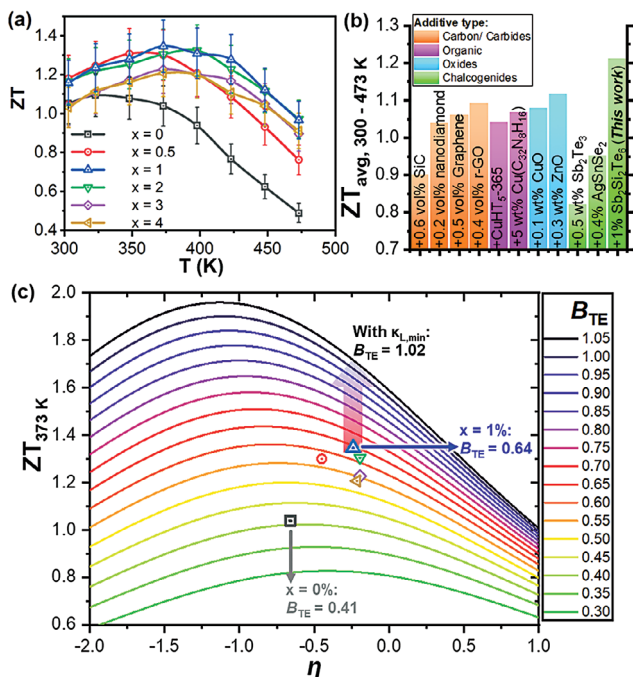 (a)
ZT
1.4
1.2
1.0
0.8
0.6
0.4
x = 0
x = 0.5
x = 1
x = 2
x = 3
x = 4
300 350 400 450 500
T (K)
(b)
ZT avg, 300 - 473 K
1.3
1.2
1.1
1.0
0.9
0.8
0.7
Additive type:
Carbon/ Carbides
Organic
Oxides
Chalcogenides
+0.6 vol% SiC
+0.2 vol% nanodiamond
+0.5 vol% Graphene
+0.4 vol% r-GO
+CuHT5-365
+5 wt% Cu(C32N8H16)
+0.1 wt% CuO
+0.3 wt% ZnO
+0.5 wt% Sb2Te3
+0.4% AgSnSe2
+1% Sb2Si2Te6 (This work)
(c)
ZT373 K
2.0
1.8
1.6
1.4
1.2
1.0
0.8
0.6
With κL,min:
BTE = 1.02
x = 1%:
BTE = 0.64
x = 0%:
BTE = 0.41
-2.0 -1.5 -1.0 -0.5 0.0 0.5 1.0
η
BTE
1.05
1.00
0.95
0.90
0.85
0.80
0.75
0.70
0.65
0.60
0.55
0.50
0.45
0.40
0.35
0.30